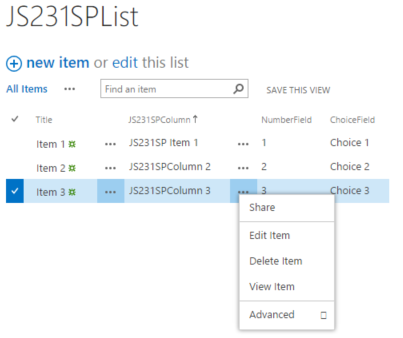 JS231SPList
new item or edit this list
All Items ... Find an item SAVE THIS VIEW
Title JS231SPColumn NumberField ChoiceField
Item 1 ... JS231SP Item 1 ... 1 Choice 1
Item 2 ... JS231SPColumn 2 ... 2 Choice 2
Item 3 ... JS231SPColumn 3 ... 3 Choice 3
Share
Edit Item
Delete Item
View Item
Advanced